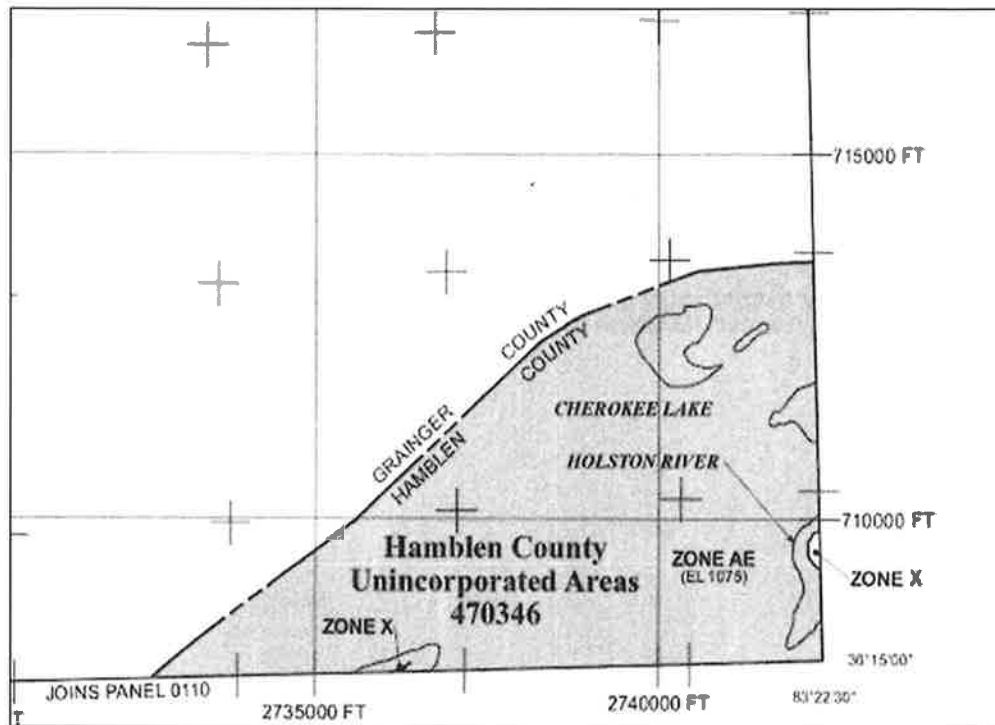 715000 FT
GRAINGER COUNTY
HAMBLEN COUNTY
CHEROKEE LAKE
HOLSTON RIVER
710000 FT
Hamblen County
Unincorporated Areas
470346
ZONE AE
(EL 1075)
ZONE X
ZONE X
36°15'00"
JOINS PANEL 0110
T
2735000 FT
2740000 FT
83°22'30"